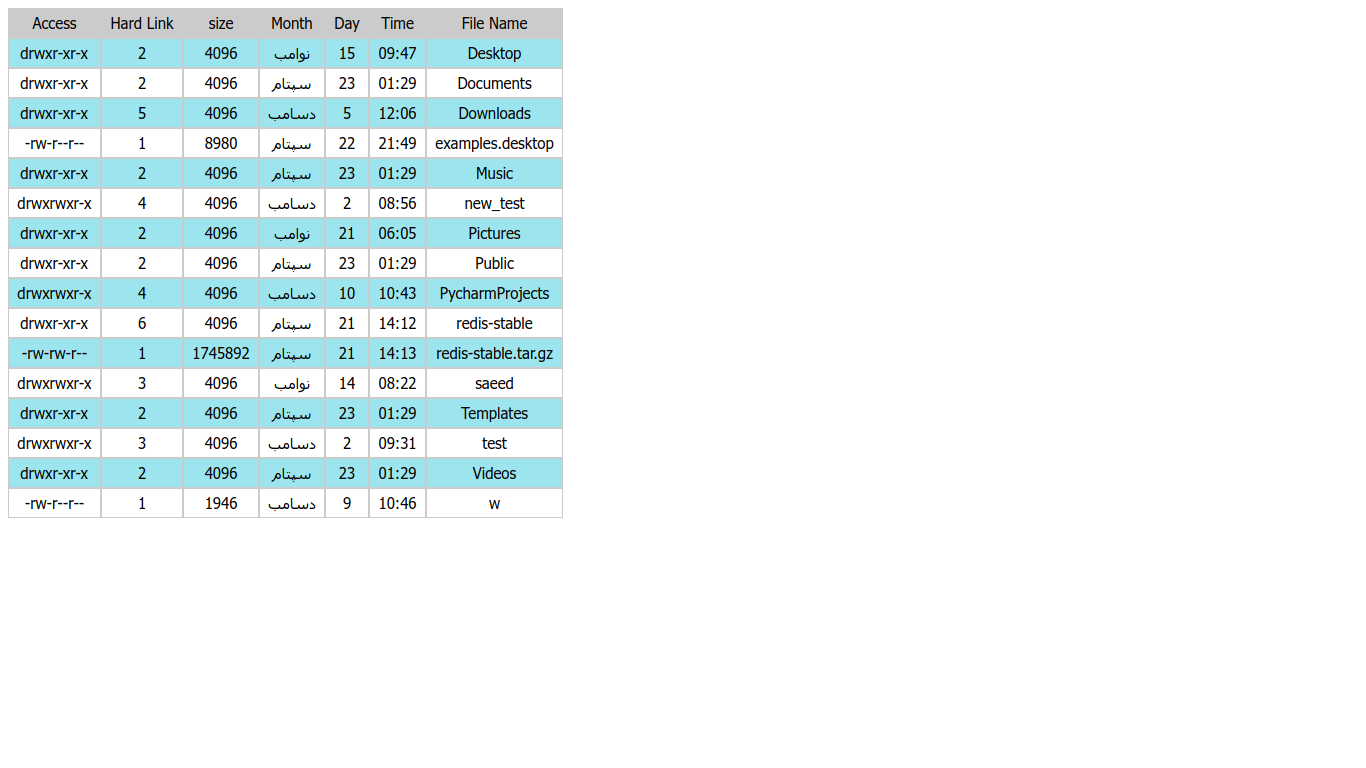 Access Hard Link size Month Day Time File Name
drwxr-xr-x 2 4096 نوامب 15 09:47 Desktop
drwxr-xr-x 2 4096 سپتام 23 01:29 Documents
drwxr-xr-x 5 4096 دسامب 5 12:06 Downloads
-rw-r--r-- 1 8980 سپتام 22 21:49 examples.desktop
drwxr-xr-x 2 4096 سپتام 23 01:29 Music
drwxrwxr-x 4 4096 دسامب 2 08:56 new_test
drwxr-xr-x 2 4096 نوامب 21 06:05 Pictures
drwxr-xr-x 2 4096 سپتام 23 01:29 Public
drwxrwxr-x 4 4096 دسامب 10 10:43 PycharmProjects
drwxr-xr-x 6 4096 سپتام 21 14:12 redis-stable
-rw-rw-r-- 1 1745892 سپتام 21 14:13 redis-stable.tar.gz
drwxrwxr-x 3 4096 نوامب 14 08:22 saeed
drwxr-xr-x 2 4096 سپتام 23 01:29 Templates
drwxrwxr-x 3 4096 دسامب 2 09:31 test
drwxr-xr-x 2 4096 سپتام 23 01:29 Videos
-rw-r--r-- 1 1946 دسامب 9 10:46 w